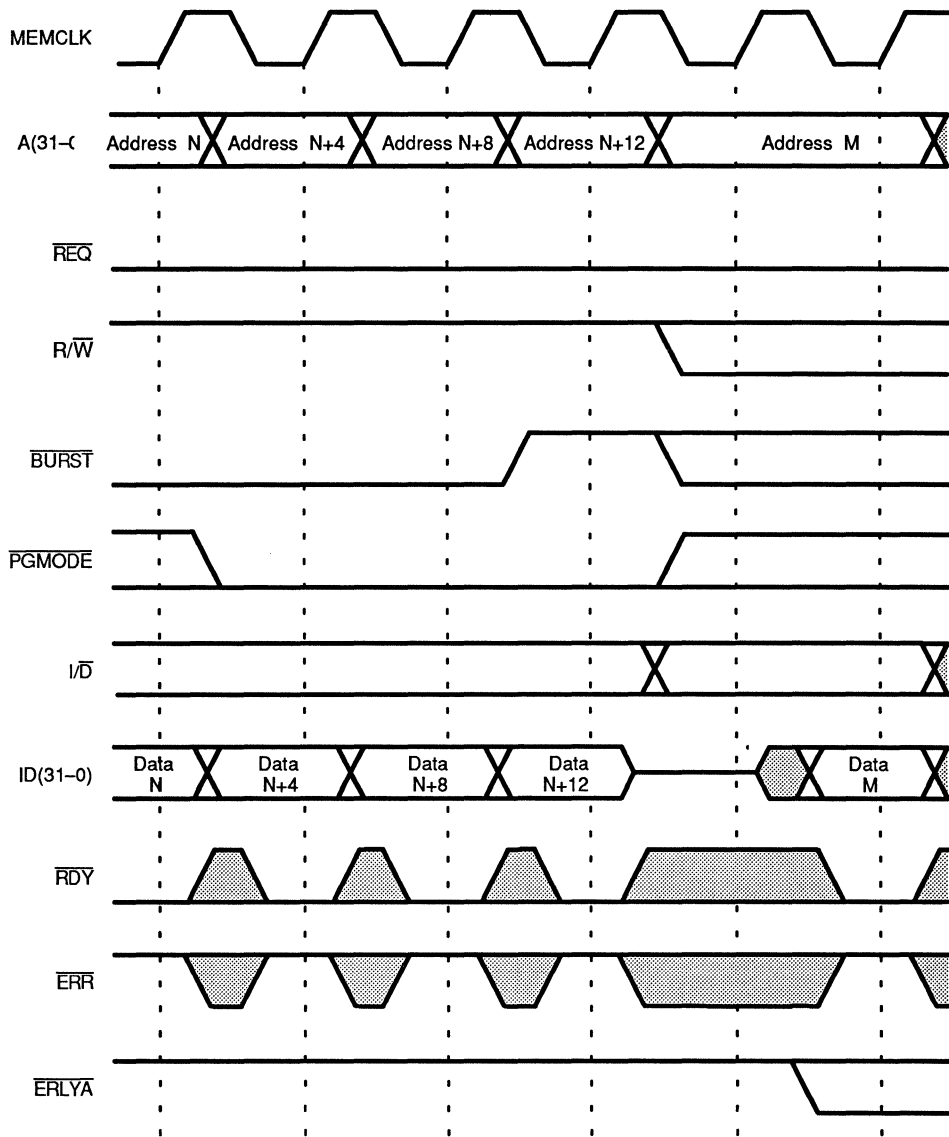 MEMCLK
A(31–(
Address N
Address N+4
Address N+8
Address N+12
Address M
REQ
R/W
BURST
PGMODE
I/D
ID(31–0)
Data
N
Data
N+4
Data
N+8
Data
N+12
Data
M
RDY
ERR
ERLYA